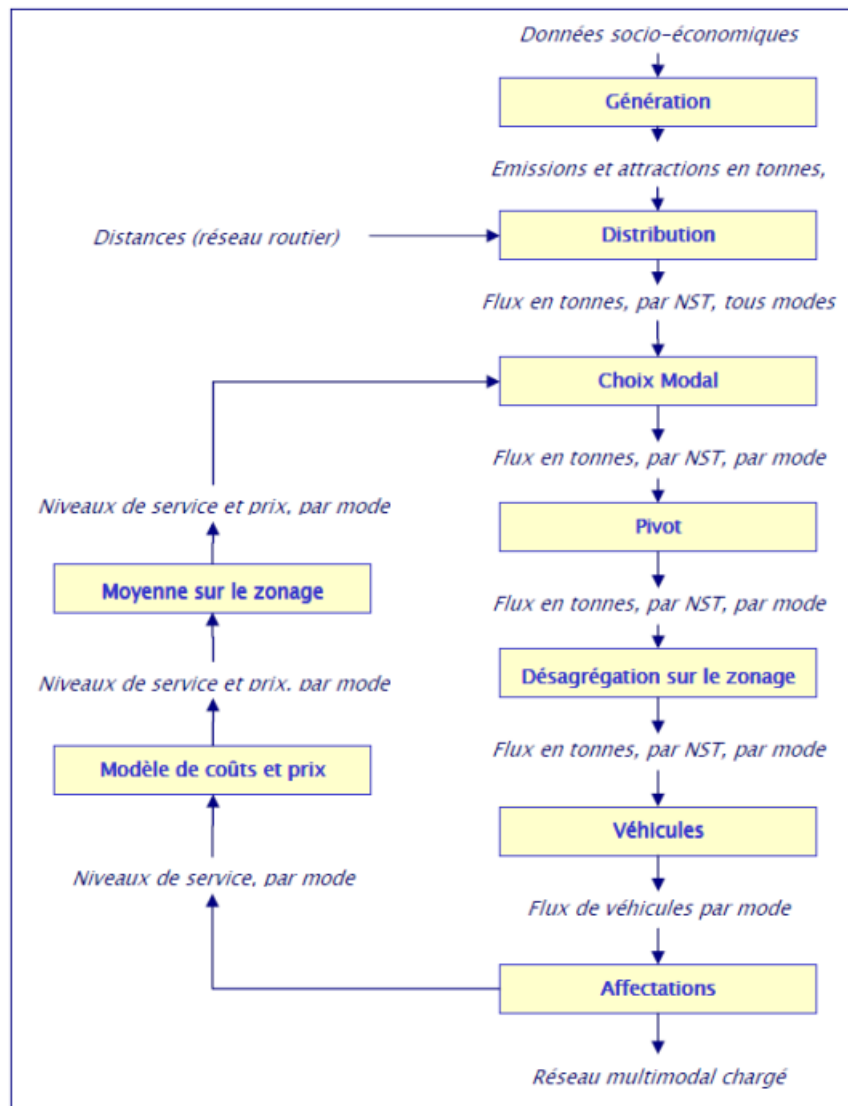 Données socio-économiques
Génération
Emissions et attractions en tonnes,
Distances (réseau routier)
Distribution
Flux en tonnes, par NST, tous modes
Choix Modal
Flux en tonnes, par NST, par mode
Niveaux de service et prix, par mode
Pivot
Moyenne sur le zonage
Flux en tonnes, par NST, par mode
Niveaux de service et prix, par mode
Désagrégation sur le zonage
Modèle de coûts et prix
Flux en tonnes, par NST, par mode
Véhicules
Niveaux de service, par mode
Flux de véhicules par mode
Affectations
Réseau multimodal chargé